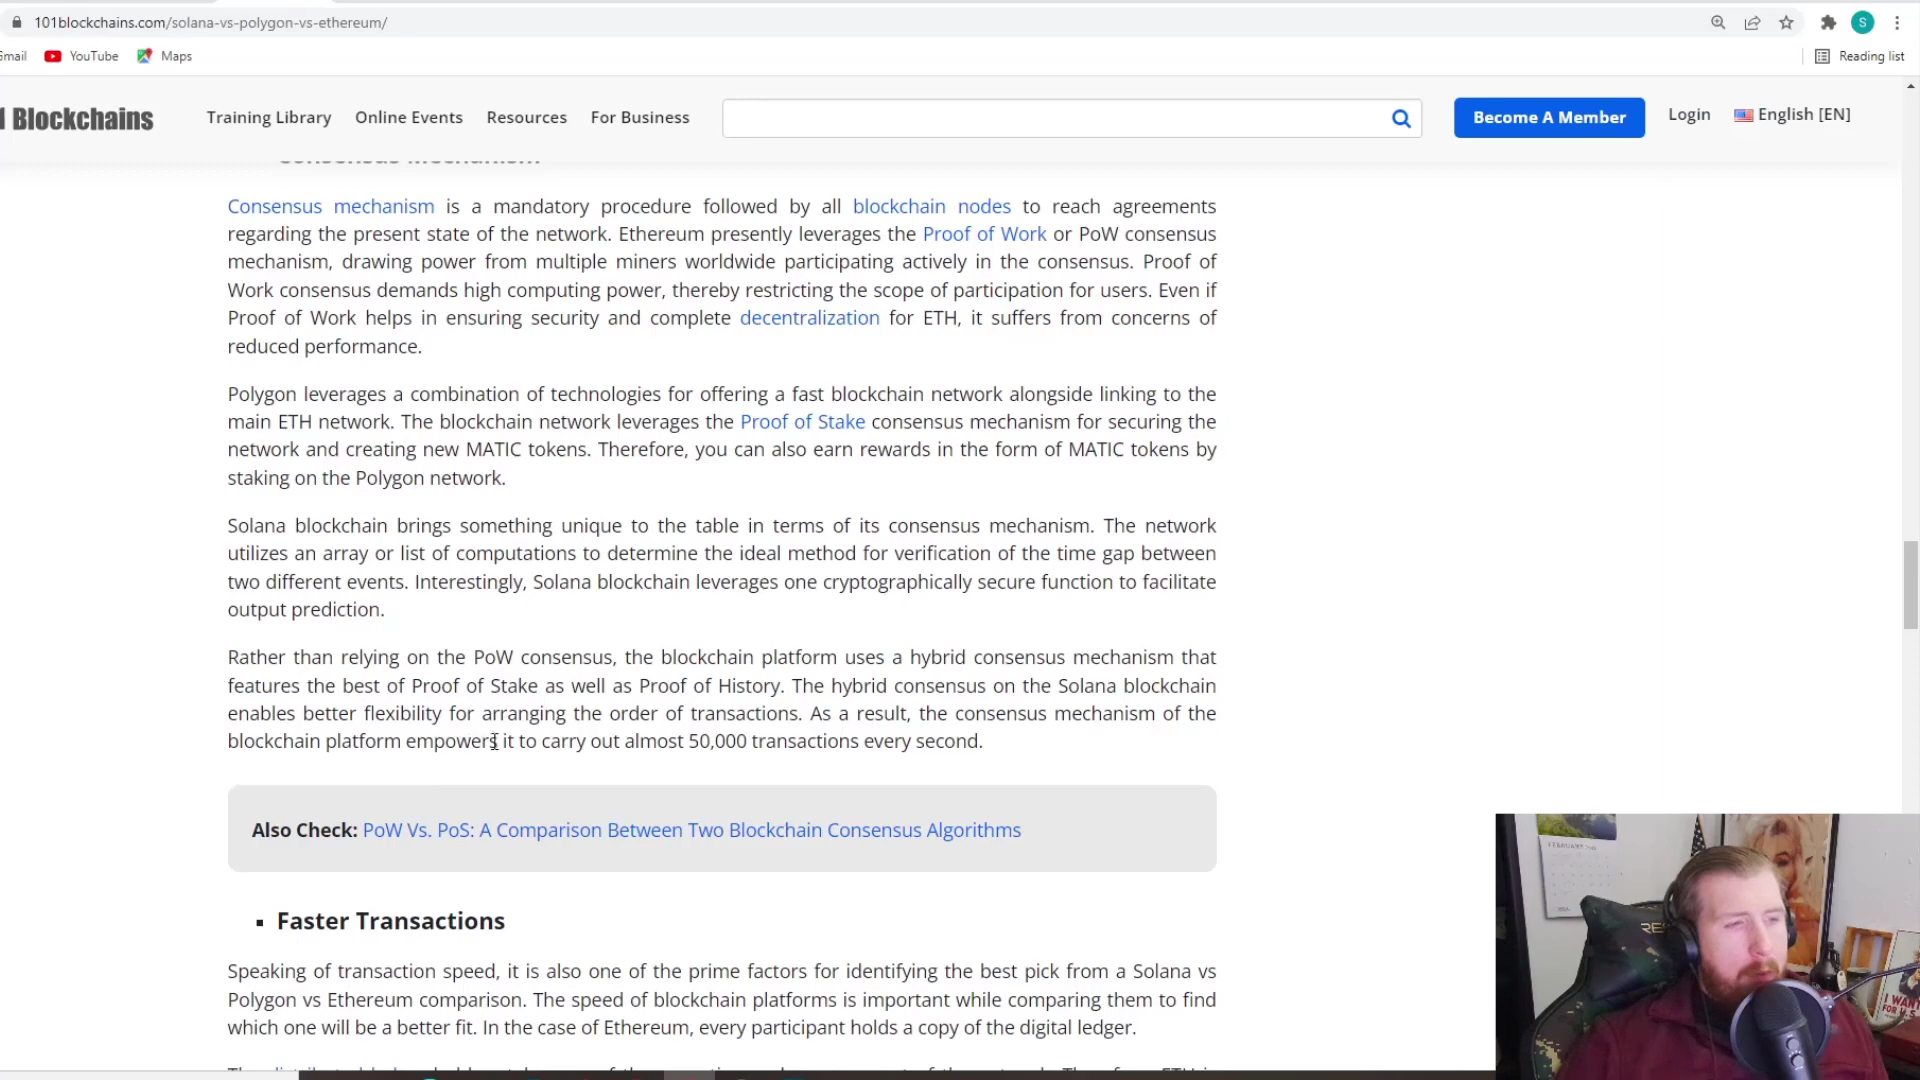 101blockchains.com/solana-vs-polygon-vs-ethereum/
S
Gmail YouTube Maps Reading list
1 Blockchains Training Library Online Events Resources For Business Become A Member Login English [EN]
Consensus Mechanism
Consensus mechanism is a mandatory procedure followed by all blockchain nodes to reach agreements
regarding the present state of the network. Ethereum presently leverages the Proof of Work or PoW consensus
mechanism, drawing power from multiple miners worldwide participating actively in the consensus. Proof of
Work consensus demands high computing power, thereby restricting the scope of participation for users. Even if
Proof of Work helps in ensuring security and complete decentralization for ETH, it suffers from concerns of
reduced performance.
Polygon leverages a combination of technologies for offering a fast blockchain network alongside linking to the
main ETH network. The blockchain network leverages the Proof of Stake consensus mechanism for securing the
network and creating new MATIC tokens. Therefore, you can also earn rewards in the form of MATIC tokens by
staking on the Polygon network.
Solana blockchain brings something unique to the table in terms of its consensus mechanism. The network
utilizes an array or list of computations to determine the ideal method for verification of the time gap between
two different events. Interestingly, Solana blockchain leverages one cryptographically secure function to facilitate
output prediction.
Rather than relying on the PoW consensus, the blockchain platform uses a hybrid consensus mechanism that
features the best of Proof of Stake as well as Proof of History. The hybrid consensus on the Solana blockchain
enables better flexibility for arranging the order of transactions. As a result, the consensus mechanism of the
blockchain platform empowers it to carry out almost 50,000 transactions every second.
Also Check: PoW Vs. PoS: A Comparison Between Two Blockchain Consensus Algorithms
▪ Faster Transactions
Speaking of transaction speed, it is also one of the prime factors for identifying the best pick from a Solana vs
Polygon vs Ethereum comparison. The speed of blockchain platforms is important while comparing them to find
which one will be a better fit. In the case of Ethereum, every participant holds a copy of the digital ledger.
FEBRUARY
RES
I WANT